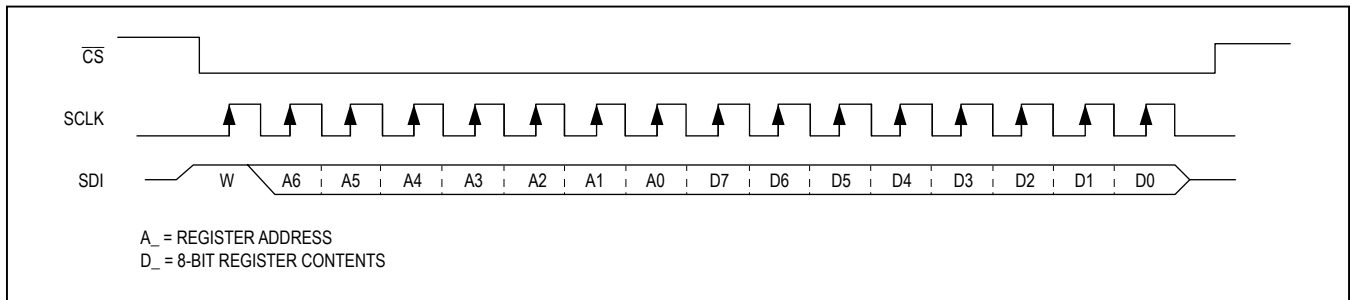 CS
SCLK
SDI W A6 A5 A4 A3 A2 A1 A0 D7 D6 D5 D4 D3 D2 D1 D0
A_ = REGISTER ADDRESS
D_ = 8-BIT REGISTER CONTENTS